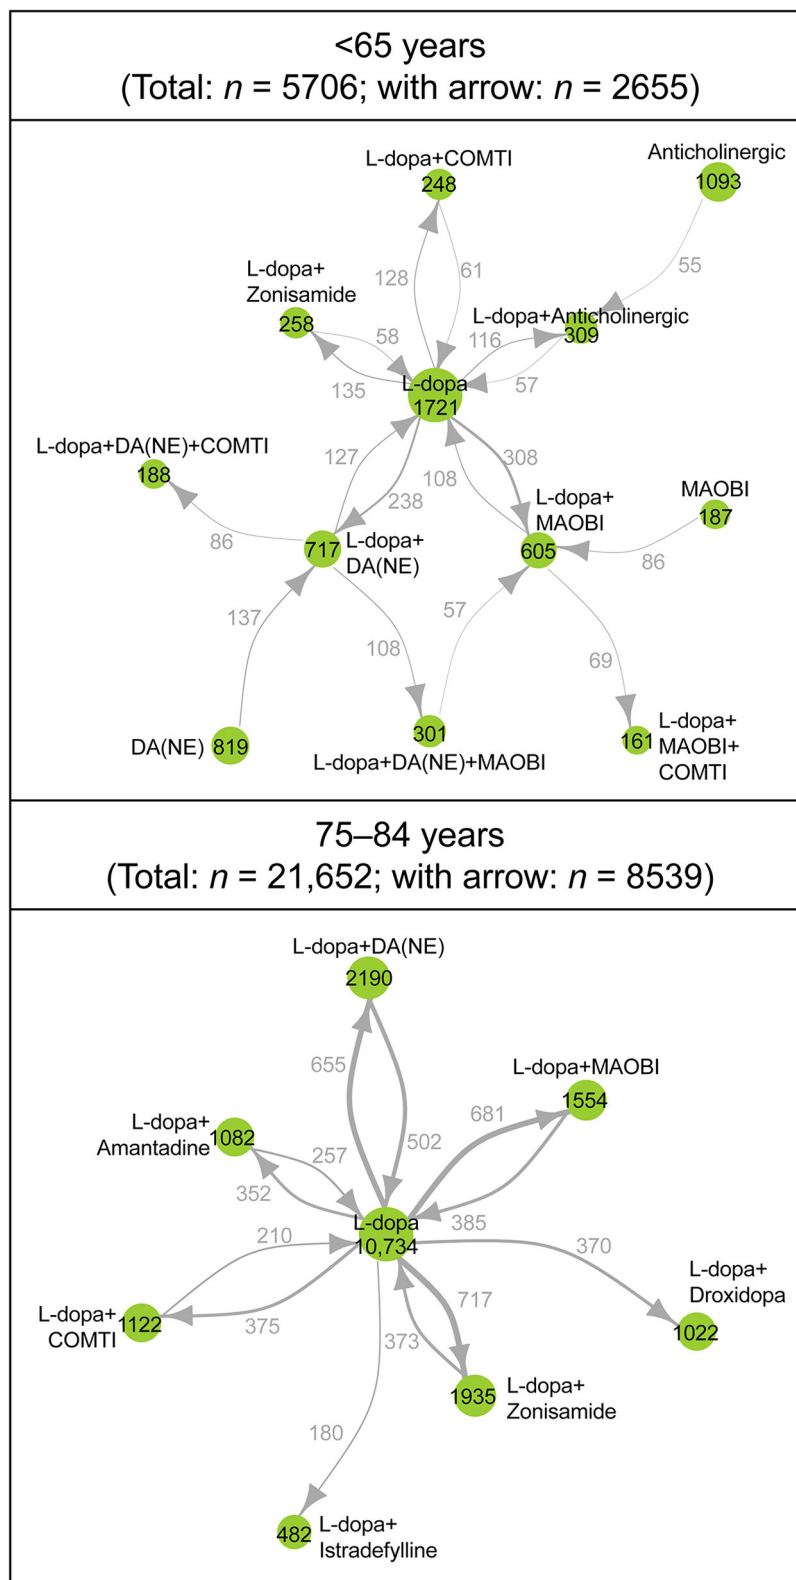 <65 years
(Total: n = 5706; with arrow: n = 2655)
L-dopa+COMTI
248
Anticholinergic
1093
128
61
55
L-dopa+
Zonisamide
258
58
135
L-dopa+Anticholinergic
309
116
57
L-dopa
1721
L-dopa+DA(NE)+COMTI
188
127
238
108
308
L-dopa+
MAOBI
605
MAOBI
187
86
86
717
L-dopa+
DA(NE)
137
108
57
69
DA(NE)
819
301
L-dopa+DA(NE)+MAOBI
161
L-dopa+
MAOBI+
COMTI
75–84 years
(Total: n = 21,652; with arrow: n = 8539)
L-dopa+DA(NE)
2190
655
502
L-dopa+MAOBI
1554
681
385
L-dopa+
Amantadine
1082
257
352
L-dopa
10,734
210
375
L-dopa+
COMTI
1122
370
L-dopa+
Droxidopa
1022
717
373
1935
L-dopa+
Zonisamide
180
482
L-dopa+
Istradefylline